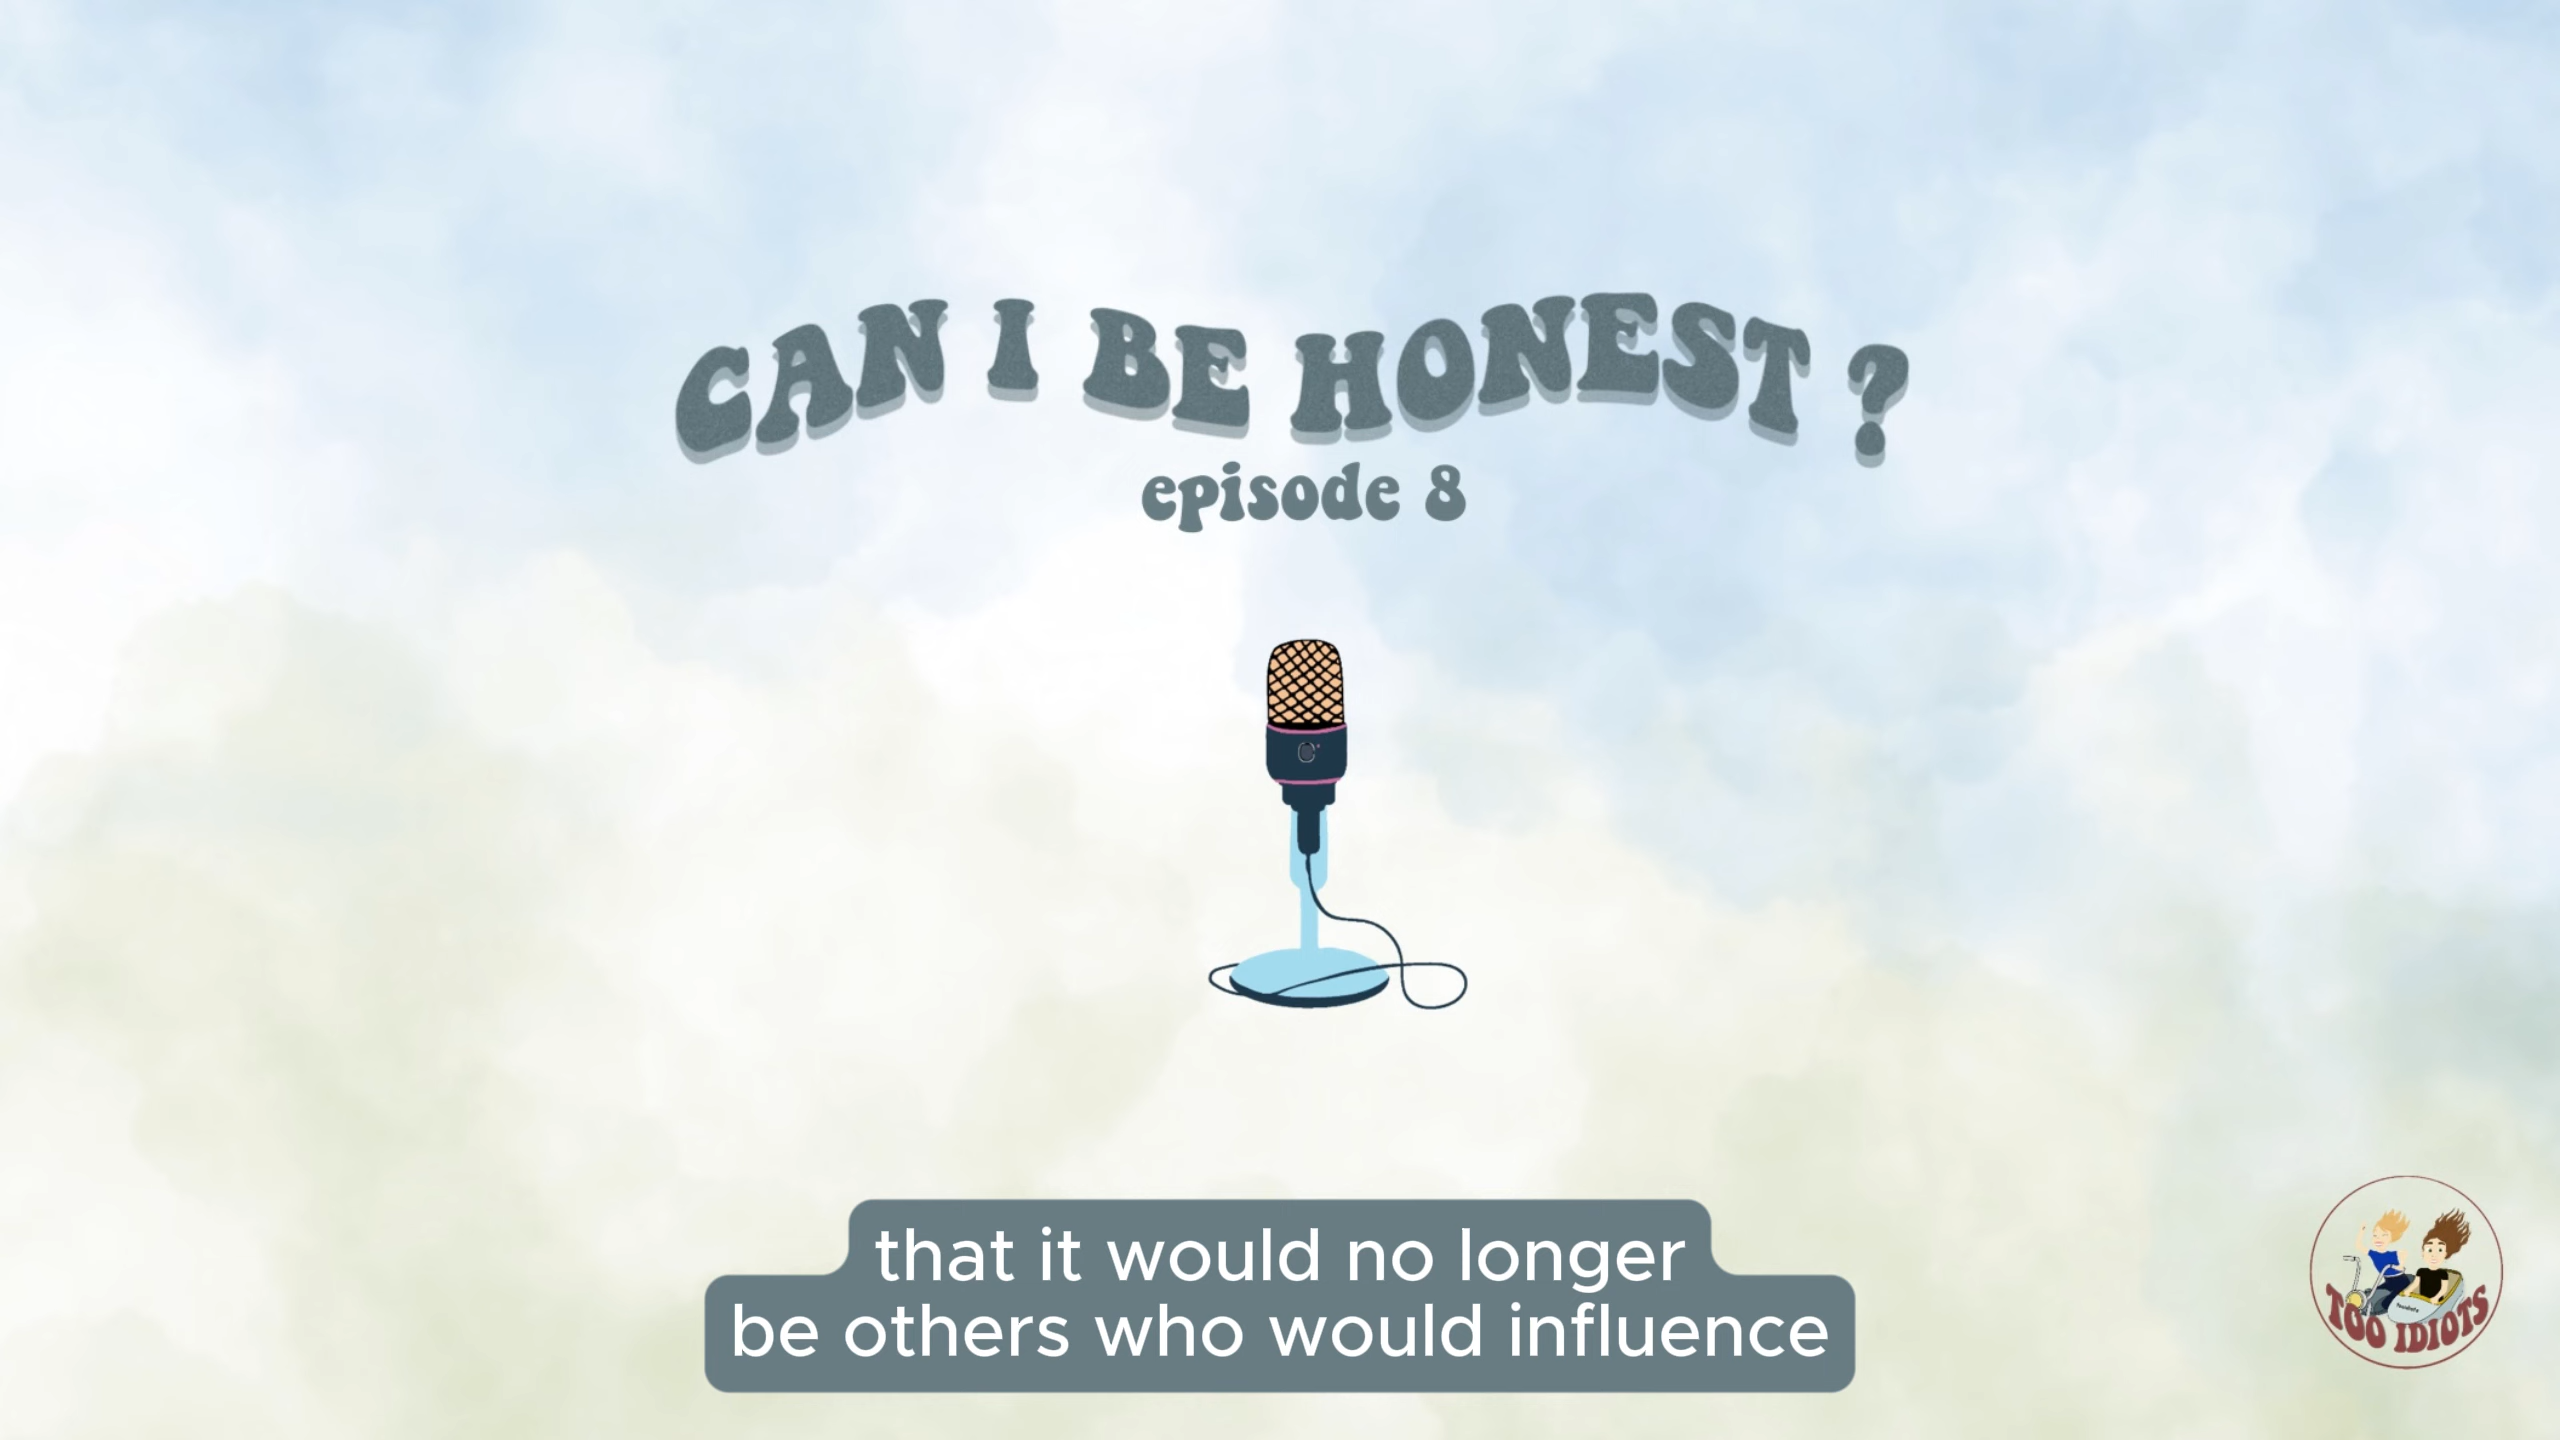 CAN I BE HONEST ?
episode 8
that it would no longer
be others who would influence
TOO IDIOTS